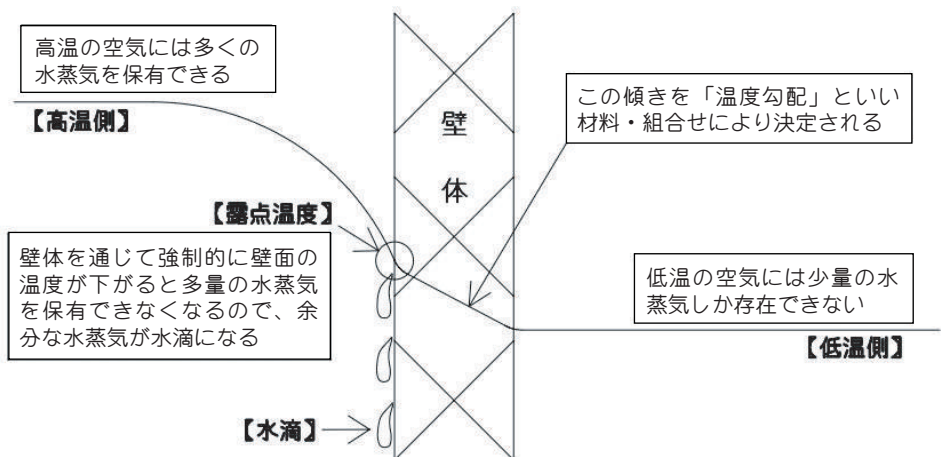 高温の空気には多くの
水蒸気を保有できる
【高温側】
壁
体
この傾きを「温度勾配」といい
材料・組合せにより決定される
【露点温度】
壁体を通じて強制的に壁面の
温度が下がると多量の水蒸気
を保有できなくなるので、余
分な水蒸気が水滴になる
低温の空気には少量の水
蒸気しか存在できない
【低温側】
【水滴】